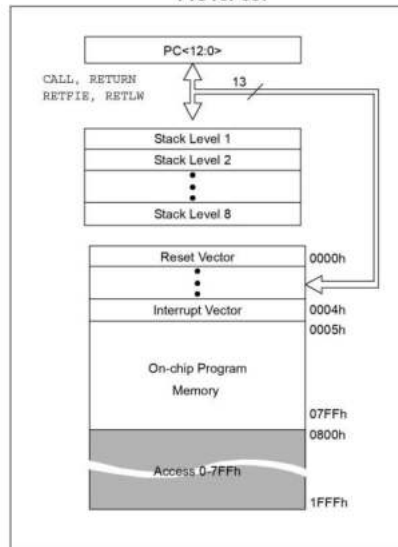 PC<12:0>
CALL, RETURN
RETFIE, RETLW
13
Stack Level 1
Stack Level 2
Stack Level 8
Reset Vector
0000h
Interrupt Vector
0004h
0005h
On-chip Program
Memory
07FFh
0800h
Access 0-7FFh
1FFFh